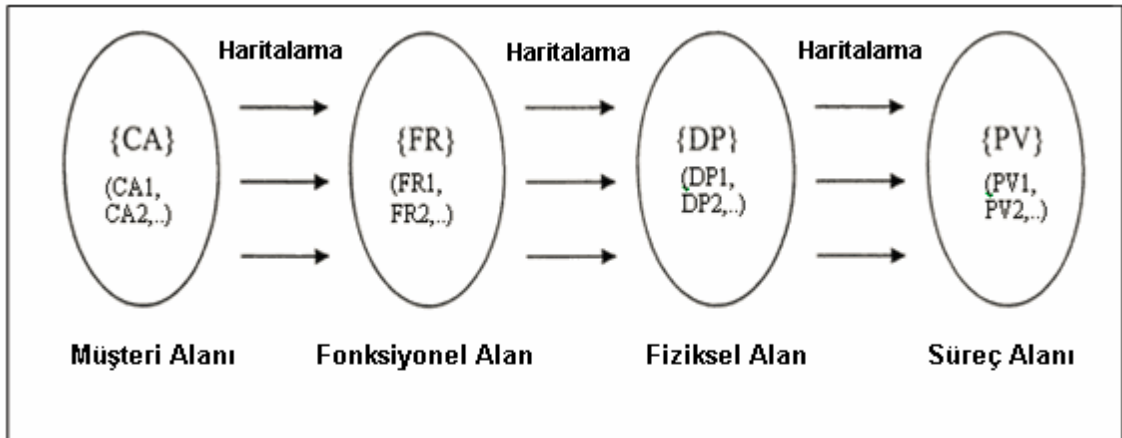 Haritalama Haritalama Haritalama
{CA} {FR} {DP} {PV}
(CA1, (FR1, (DP1, (PV1,
CA2,..) FR2,..) DP2,..) PV2,..)
Müşteri Alanı Fonksiyonel Alan Fiziksel Alan Süreç Alanı